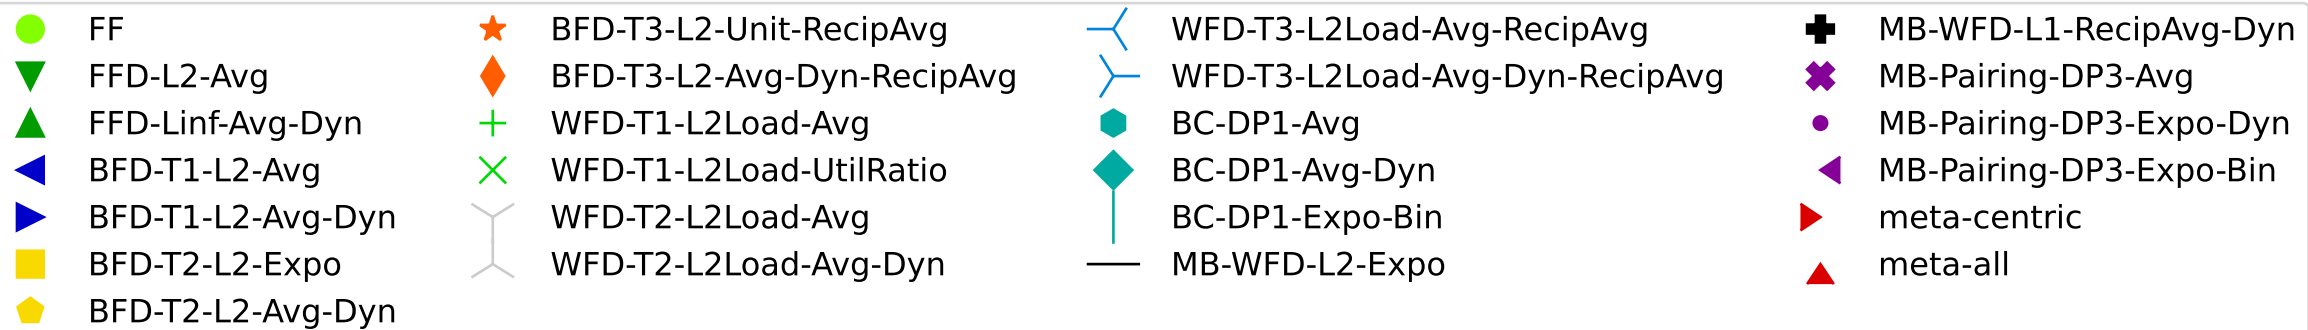 FF
FFD-L2-Avg
FFD-Linf-Avg-Dyn
BFD-T1-L2-Avg
BFD-T1-L2-Avg-Dyn
BFD-T2-L2-Expo
BFD-T2-L2-Avg-Dyn
BFD-T3-L2-Unit-RecipAvg
BFD-T3-L2-Avg-Dyn-RecipAvg
WFD-T1-L2Load-Avg
WFD-T1-L2Load-UtilRatio
WFD-T2-L2Load-Avg
WFD-T2-L2Load-Avg-Dyn
WFD-T3-L2Load-Avg-RecipAvg
WFD-T3-L2Load-Avg-Dyn-RecipAvg
BC-DP1-Avg
BC-DP1-Avg-Dyn
BC-DP1-Expo-Bin
MB-WFD-L2-Expo
MB-WFD-L1-RecipAvg-Dyn
MB-Pairing-DP3-Avg
MB-Pairing-DP3-Expo-Dyn
MB-Pairing-DP3-Expo-Bin
meta-centric
meta-all